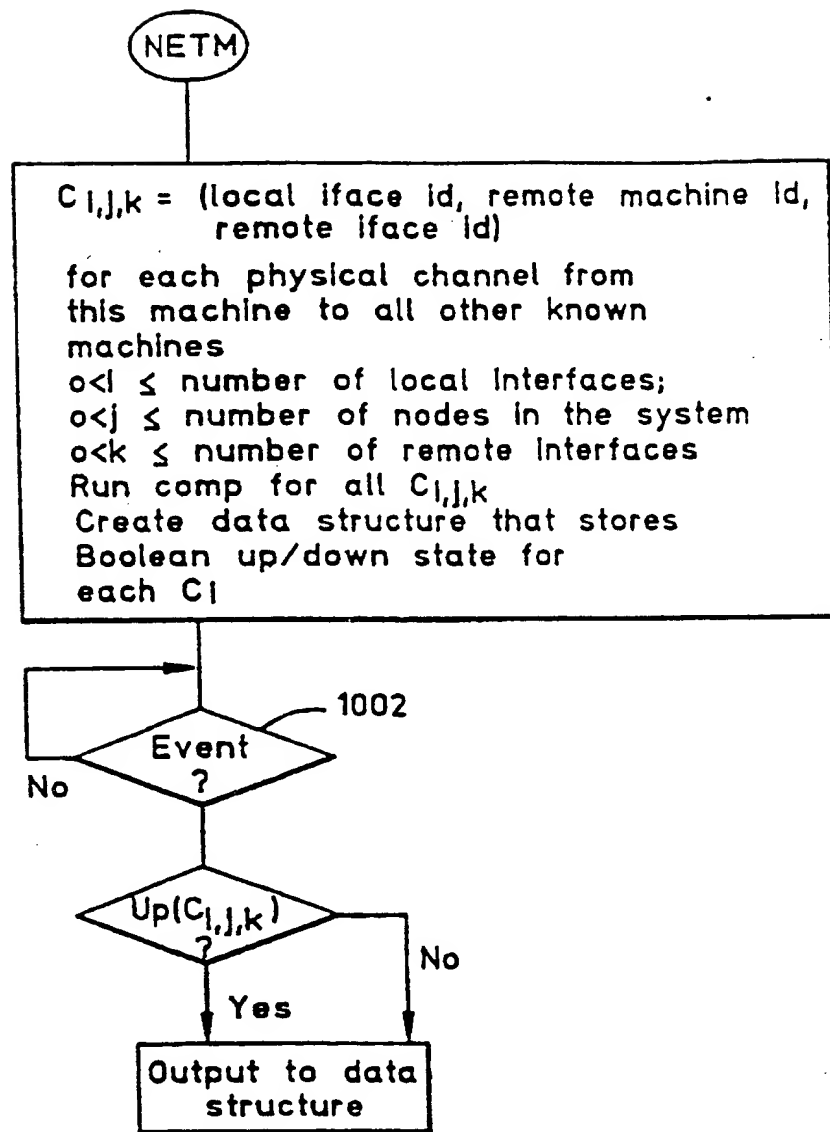 NETM
C i,j,k = (local iface id, remote machine id,
remote iface id)
for each physical channel from
this machine to all other known
machines
o<i ≤ number of local interfaces;
o<j ≤ number of nodes in the system
o<k ≤ number of remote interfaces
Run comp for all C i,j,k
Create data structure that stores
Boolean up/down state for
each Ci
1002
Event
?
No
Up(C i,j,k)
?
No
Yes
Output to data
structure